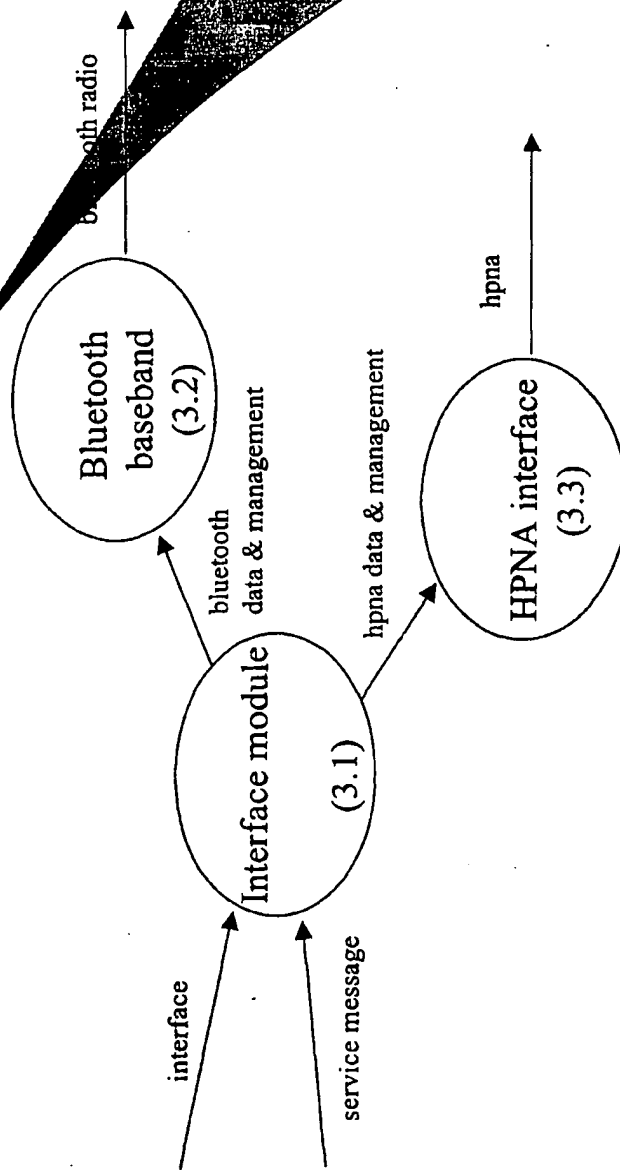 interface
service message
Interface module
(3.1)
bluetooth
data & management
hpna data & management
Bluetooth
baseband
(3.2)
HPNA interface
(3.3)
radio
hpna